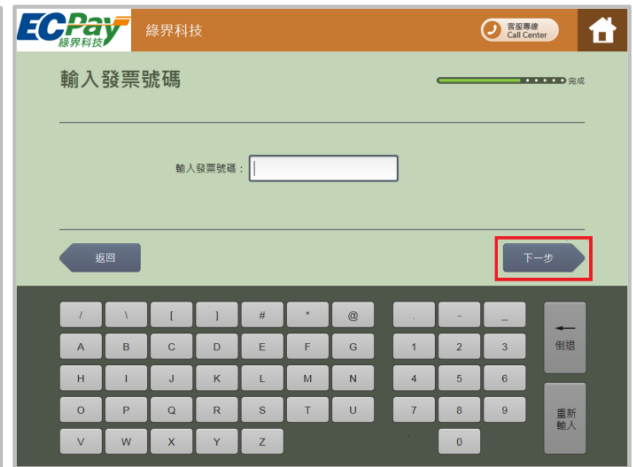 ECPay
綠界科技
綠界科技
客服專線
Call Center
輸入發票號碼
完成
輸入發票號碼：
返回
下一步
/ \ [ ] # * @ . - _
倒退
A B C D E F G 1 2 3
H I J K L M N 4 5 6
O P Q R S T U 7 8 9
重新
輸入
V W X Y Z 0